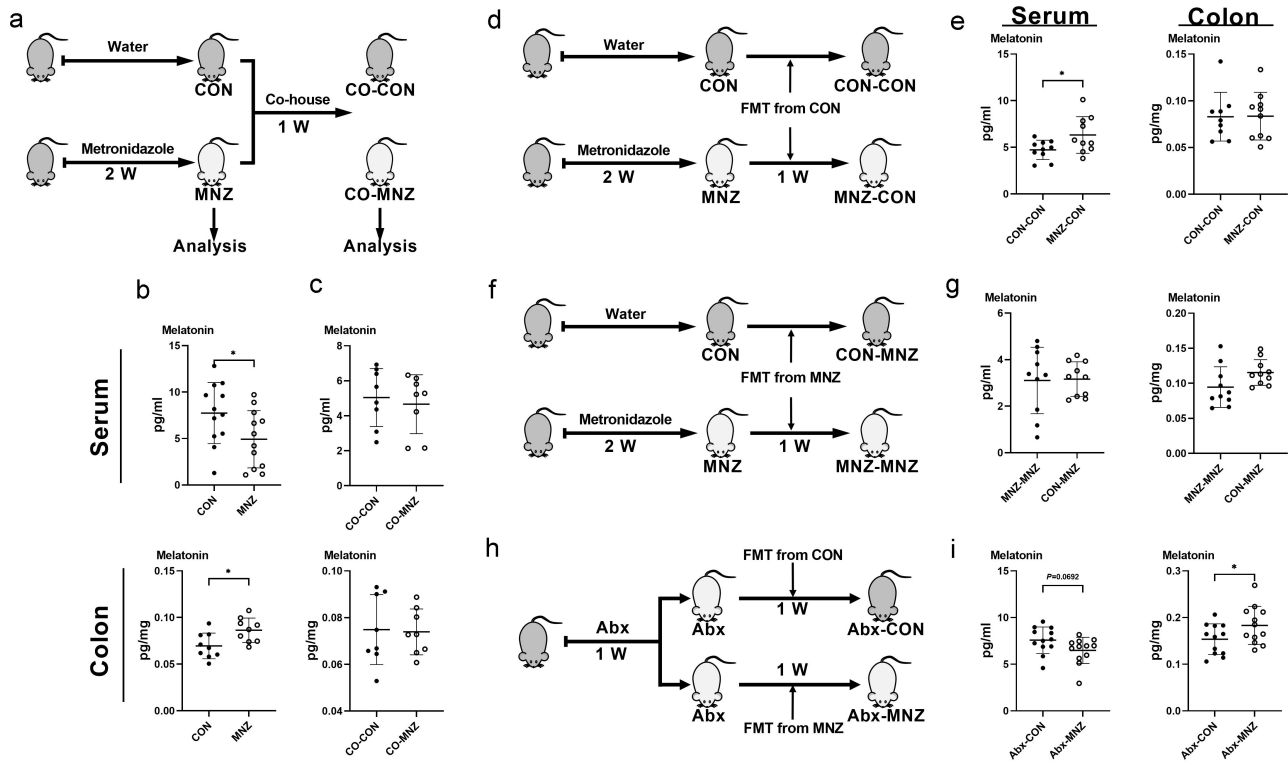 a
Water
CON
CO-CON
Co-house
1 W
Metronidazole
2 W
MNZ
CO-MNZ
Analysis
Analysis
b
Serum
Melatonin
pg/ml
15
10
5
0
*
CON
MNZ
Colon
Melatonin
pg/mg
0.15
0.10
0.05
0.00
*
CON
MNZ
c
Melatonin
pg/ml
8
6
4
2
0
CO-CON
CO-MNZ
Melatonin
pg/mg
0.10
0.08
0.06
0.04
CO-CON
CO-MNZ
d
Water
CON
CON-CON
FMT from CON
Metronidazole
2 W
MNZ
1 W
MNZ-CON
e
Serum
Melatonin
pg/ml
15
10
5
0
*
CON-CON
MNZ-CON
Colon
Melatonin
pg/mg
0.15
0.10
0.05
0.00
CON-CON
MNZ-CON
f
Water
CON
CON-MNZ
FMT from MNZ
Metronidazole
2 W
MNZ
1 W
MNZ-MNZ
g
Melatonin
pg/ml
6
4
2
0
MNZ-MNZ
CON-MNZ
Melatonin
pg/mg
0.20
0.15
0.10
0.05
0.00
MNZ-MNZ
CON-MNZ
h
FMT from CON
Abx
1 W
Abx
1 W
Abx-CON
1 W
Abx
Abx-MNZ
FMT from MNZ
i
Melatonin
pg/ml
15
10
5
0
P=0.0692
Abx-CON
Abx-MNZ
Melatonin
pg/mg
0.3
0.2
0.1
0.0
*
Abx-CON
Abx-MNZ